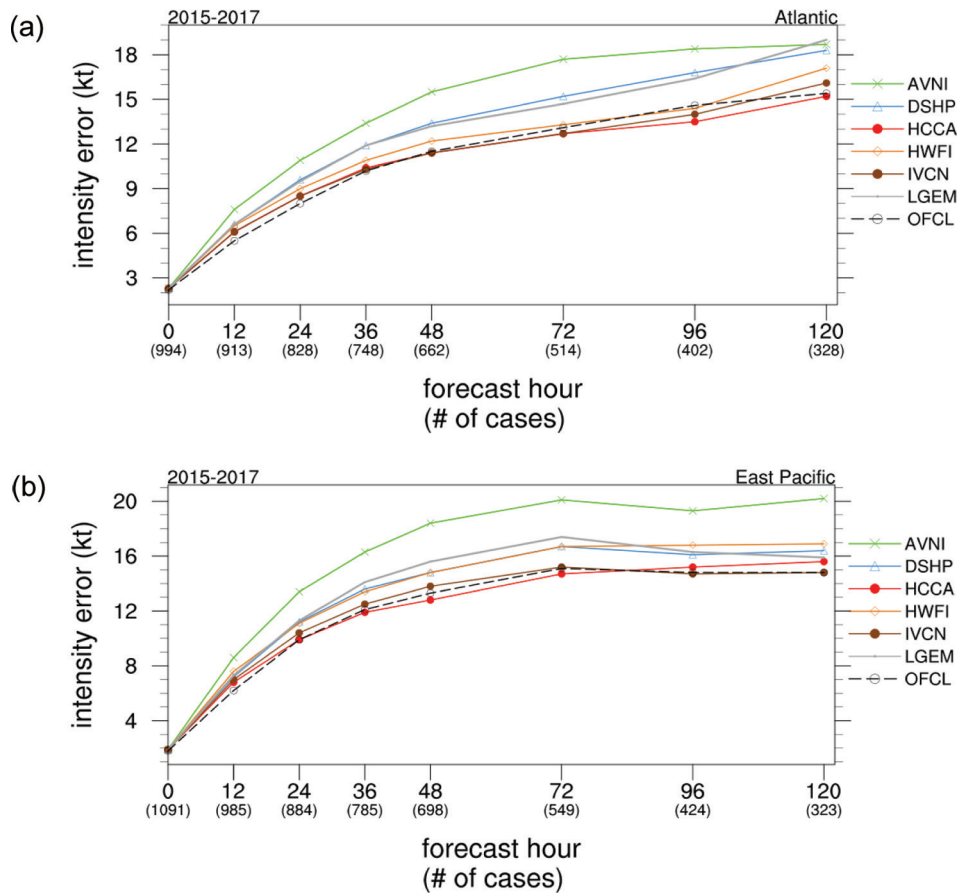 (a)
2015-2017 Atlantic
intensity error (kt)
18
15
12
9
6
3
0 12 24 36 48 72 96 120
(994) (913) (828) (748) (662) (514) (402) (328)
forecast hour
(# of cases)
AVNI
DSHP
HCCA
HWFI
IVCN
LGEM
OFCL
(b)
2015-2017 East Pacific
intensity error (kt)
20
16
12
8
4
0 12 24 36 48 72 96 120
(1091) (985) (884) (785) (698) (549) (424) (323)
forecast hour
(# of cases)
AVNI
DSHP
HCCA
HWFI
IVCN
LGEM
OFCL